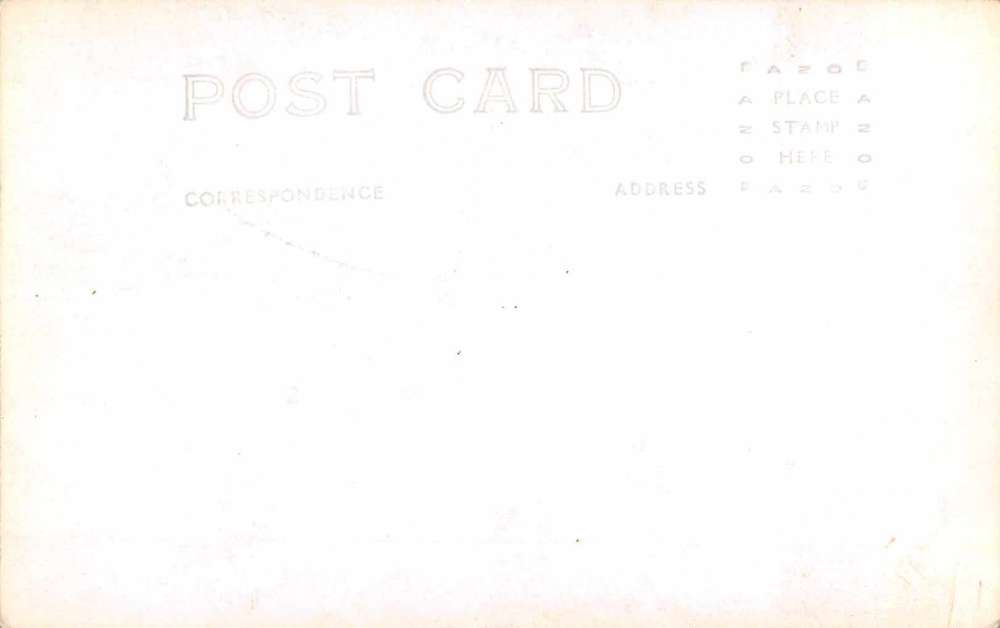 POST CARD
CORRESPONDENCE
ADDRESS
E A Z O E
A PLACE A
Z STAMP Z
O HERE O
E A Z O E